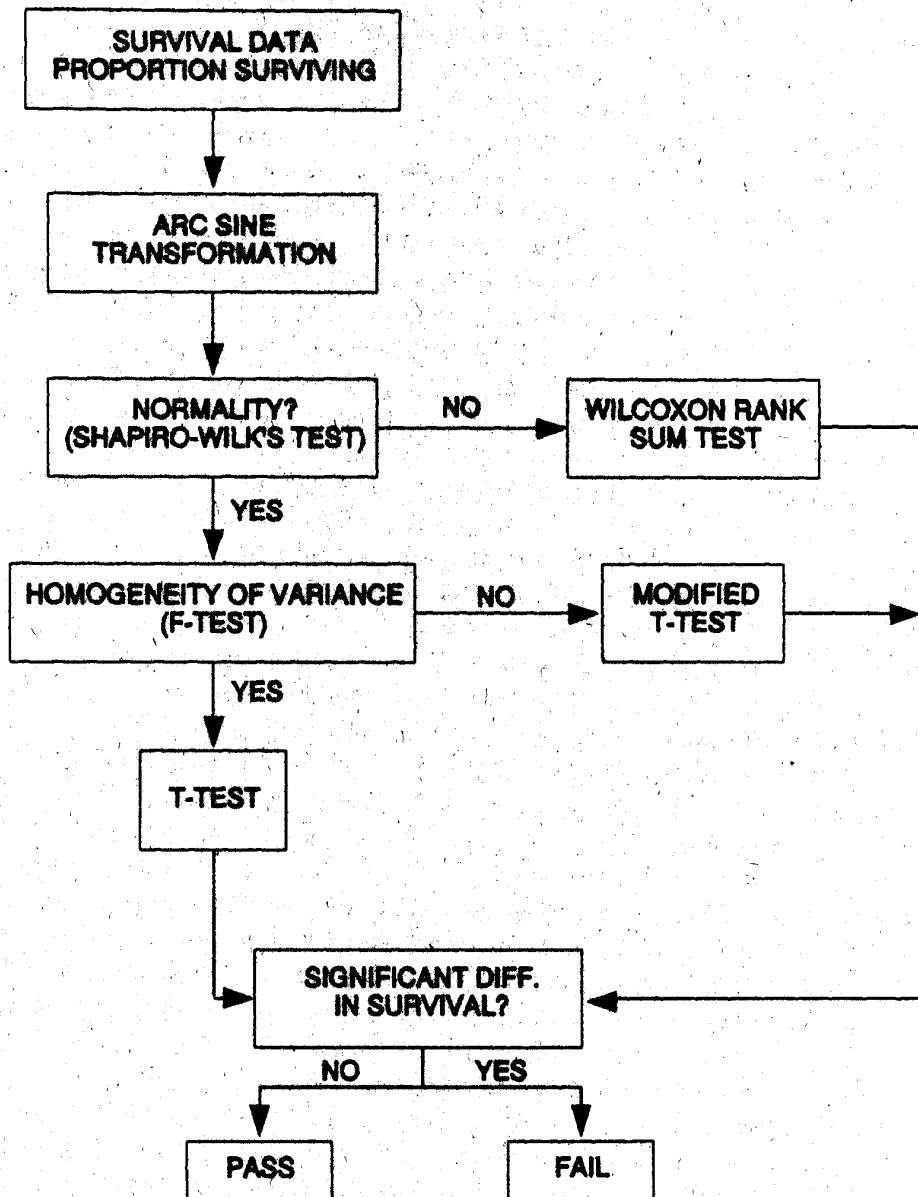 SURVIVAL DATA
PROPORTION SURVIVING
ARC SINE
TRANSFORMATION
NORMALITY?
(SHAPIRO-WILK'S TEST)
NO
WILCOXON RANK
SUM TEST
YES
HOMOGENEITY OF VARIANCE
(F-TEST)
NO
MODIFIED
T-TEST
YES
T-TEST
SIGNIFICANT DIFF.
IN SURVIVAL?
NO
YES
PASS
FAIL